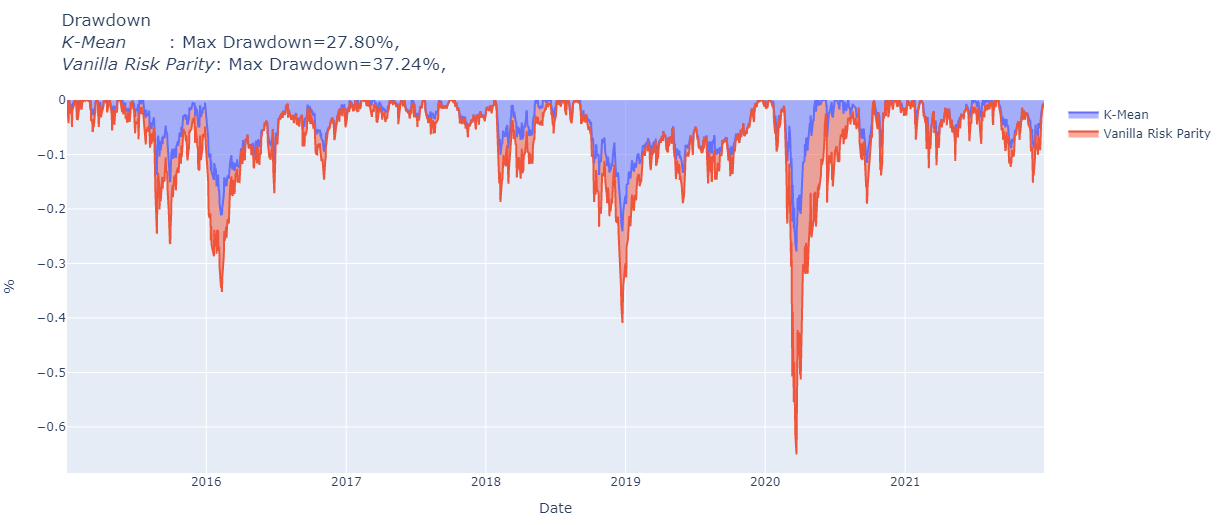 Drawdown
K-Mean : Max Drawdown=27.80%,
Vanilla Risk Parity: Max Drawdown=37.24%,
0
−0.1
−0.2
−0.3
−0.4
−0.5
−0.6
%
2016 2017 2018 2019 2020 2021
Date
K-Mean
Vanilla Risk Parity